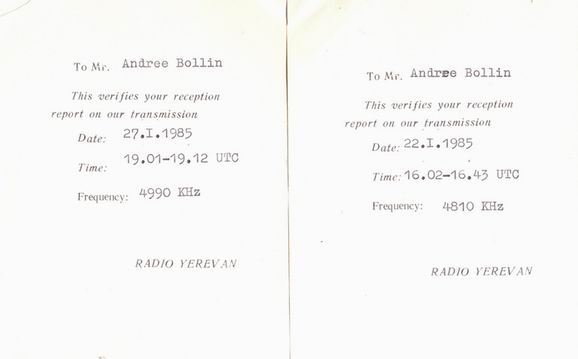 To Mr. Andree Bollin
This verifies your reception
report on our transmission
Date: 27.I.1985
Time: 19.01-19.12 UTC
Frequency: 4990 KHz
RADIO YEREVAN
To Mr. Andree Bollin
This verifies your reception
report on our transmission
Date: 22.I.1985
Time: 16.02-16.43 UTC
Frequency: 4810 KHz
RADIO YEREVAN